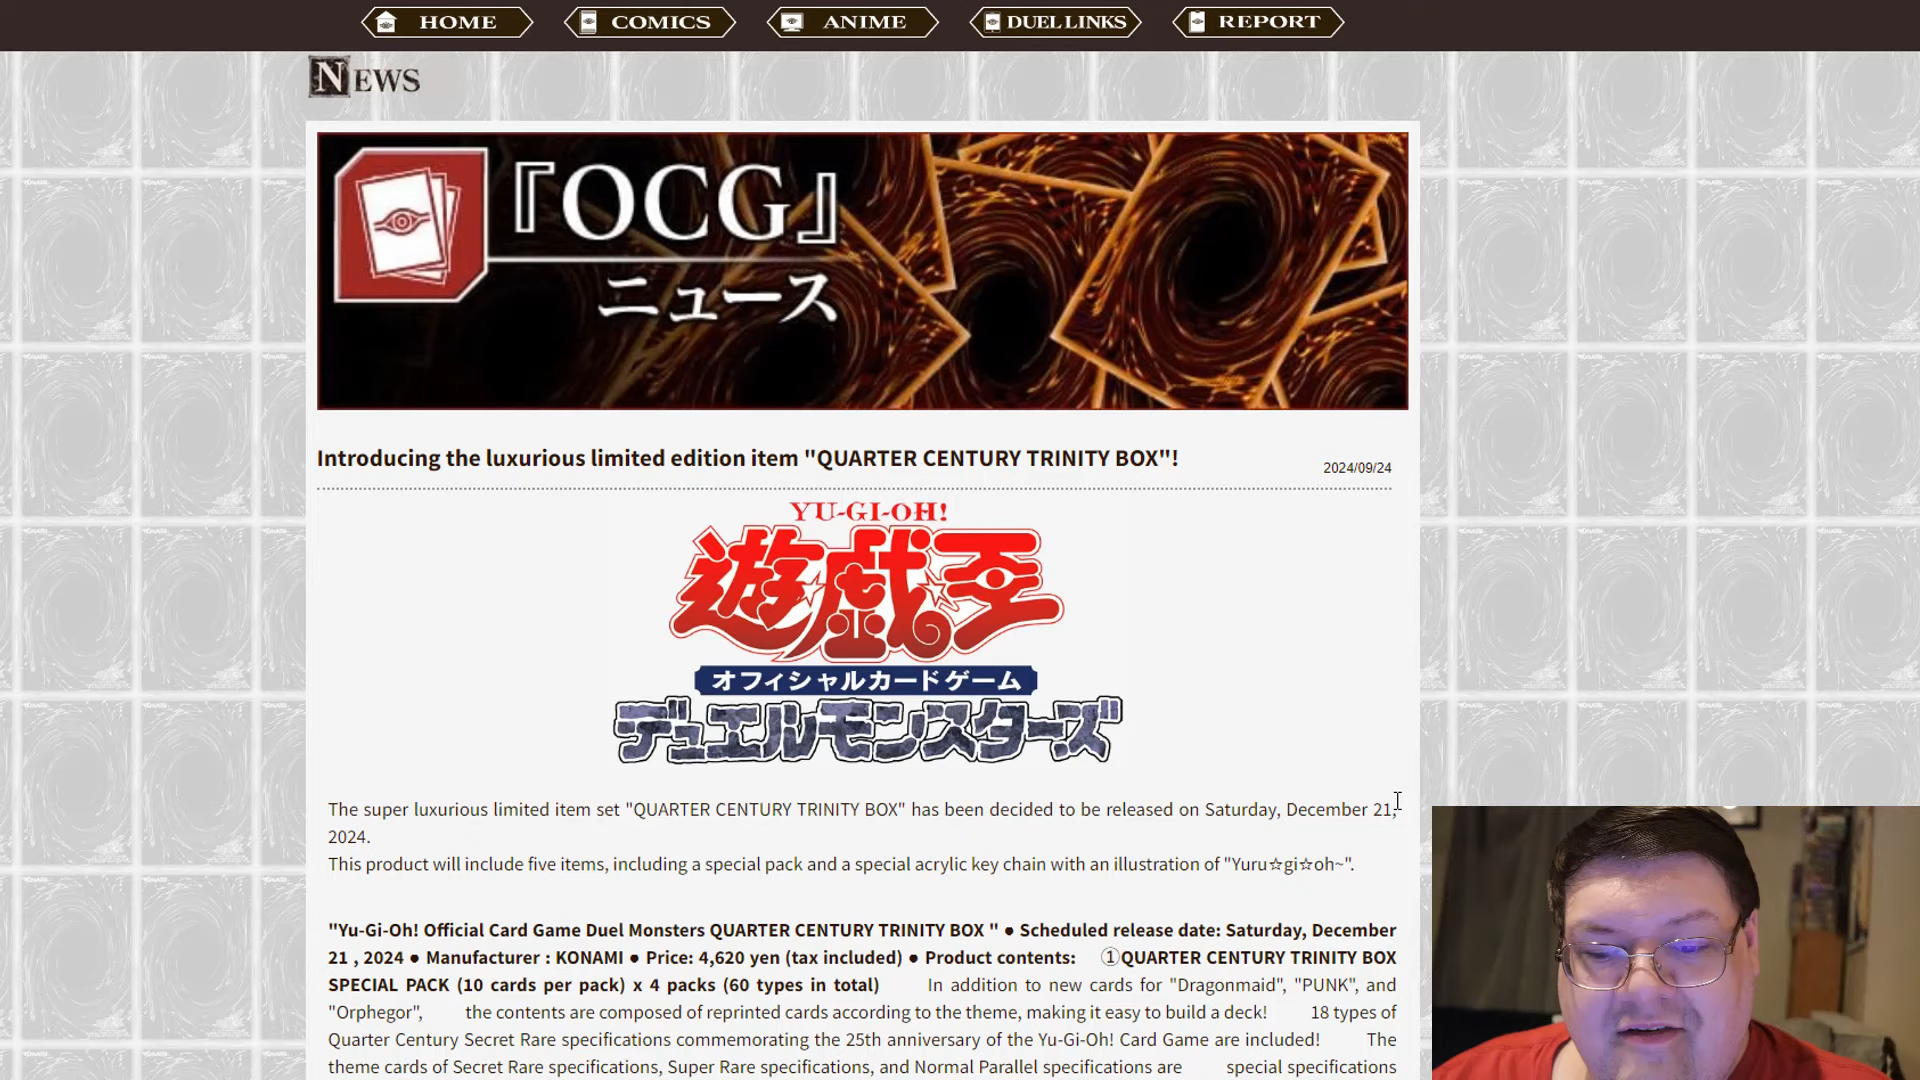 HOME COMICS ANIME DUEL LINKS REPORT
NEWS
『OCG』
ニュース
Introducing the luxurious limited edition item "QUARTER CENTURY TRINITY BOX"!
2024/09/24
YU-GI-OH!
遊☆戯☆王
オフィシャルカードゲーム
デュエルモンスターズ
The super luxurious limited item set "QUARTER CENTURY TRINITY BOX" has been decided to be released on Saturday, December 21,
2024.
This product will include five items, including a special pack and a special acrylic key chain with an illustration of "Yuru☆gi☆oh~".
"Yu-Gi-Oh! Official Card Game Duel Monsters QUARTER CENTURY TRINITY BOX " ● Scheduled release date: Saturday, December
21 , 2024 ● Manufacturer : KONAMI ● Price: 4,620 yen (tax included) ● Product contents: ①QUARTER CENTURY TRINITY BOX
SPECIAL PACK (10 cards per pack) x 4 packs (60 types in total) In addition to new cards for "Dragonmaid", "PUNK", and
"Orphegor", the contents are composed of reprinted cards according to the theme, making it easy to build a deck! 18 types of
Quarter Century Secret Rare specifications commemorating the 25th anniversary of the Yu-Gi-Oh! Card Game are included! The
theme cards of Secret Rare specifications, Super Rare specifications, and Normal Parallel specifications are special specifications